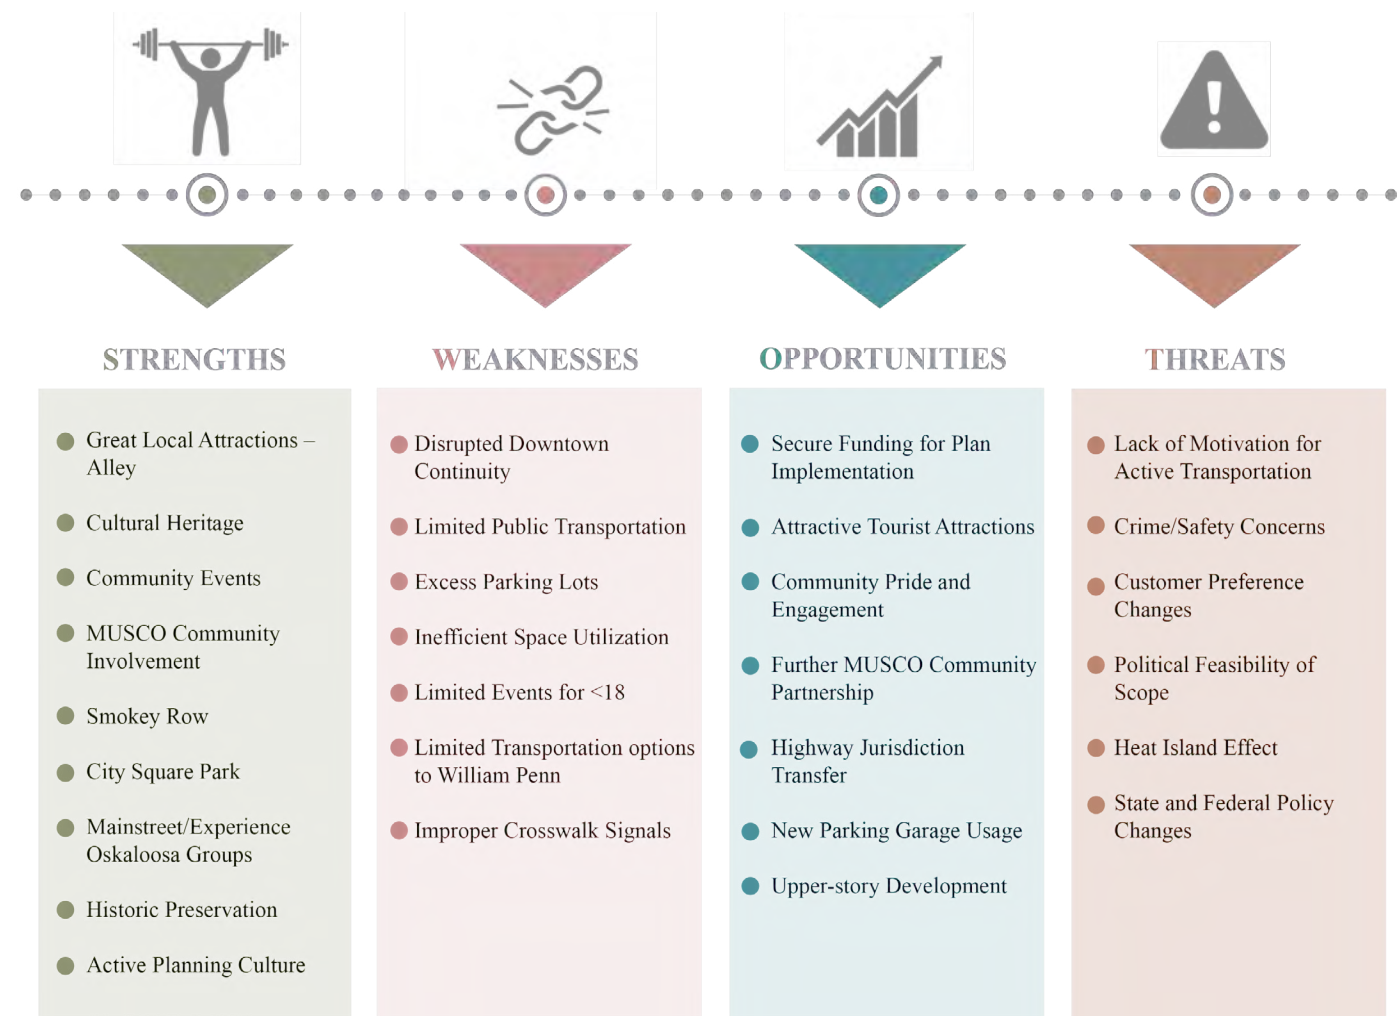 STRENGTHS
Great Local Attractions –
Alley
Cultural Heritage
Community Events
MUSCO Community
Involvement
Smokey Row
City Square Park
Mainstreet/Experience
Oskaloosa Groups
Historic Preservation
Active Planning Culture
WEAKNESSES
Disrupted Downtown
Continuity
Limited Public Transportation
Excess Parking Lots
Inefficient Space Utilization
Limited Events for <18
Limited Transportation options
to William Penn
Improper Crosswalk Signals
OPPORTUNITIES
Secure Funding for Plan
Implementation
Attractive Tourist Attractions
Community Pride and
Engagement
Further MUSCO Community
Partnership
Highway Jurisdiction
Transfer
New Parking Garage Usage
Upper-story Development
THREATS
Lack of Motivation for
Active Transportation
Crime/Safety Concerns
Customer Preference
Changes
Political Feasibility of
Scope
Heat Island Effect
State and Federal Policy
Changes